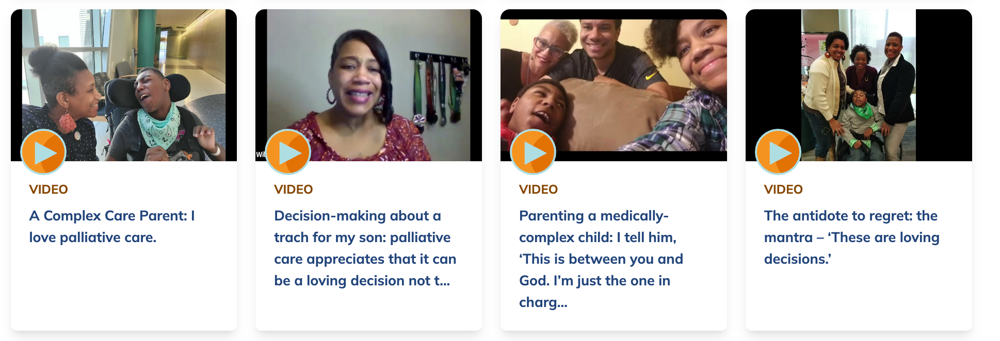 Wil
VIDEO
A Complex Care Parent: I
love palliative care.
VIDEO
Decision-making about a
trach for my son: palliative
care appreciates that it can
be a loving decision not t...
VIDEO
Parenting a medically-
complex child: I tell him,
‘This is between you and
God. I’m just the one in
charg...
VIDEO
The antidote to regret: the
mantra – ‘These are loving
decisions.’